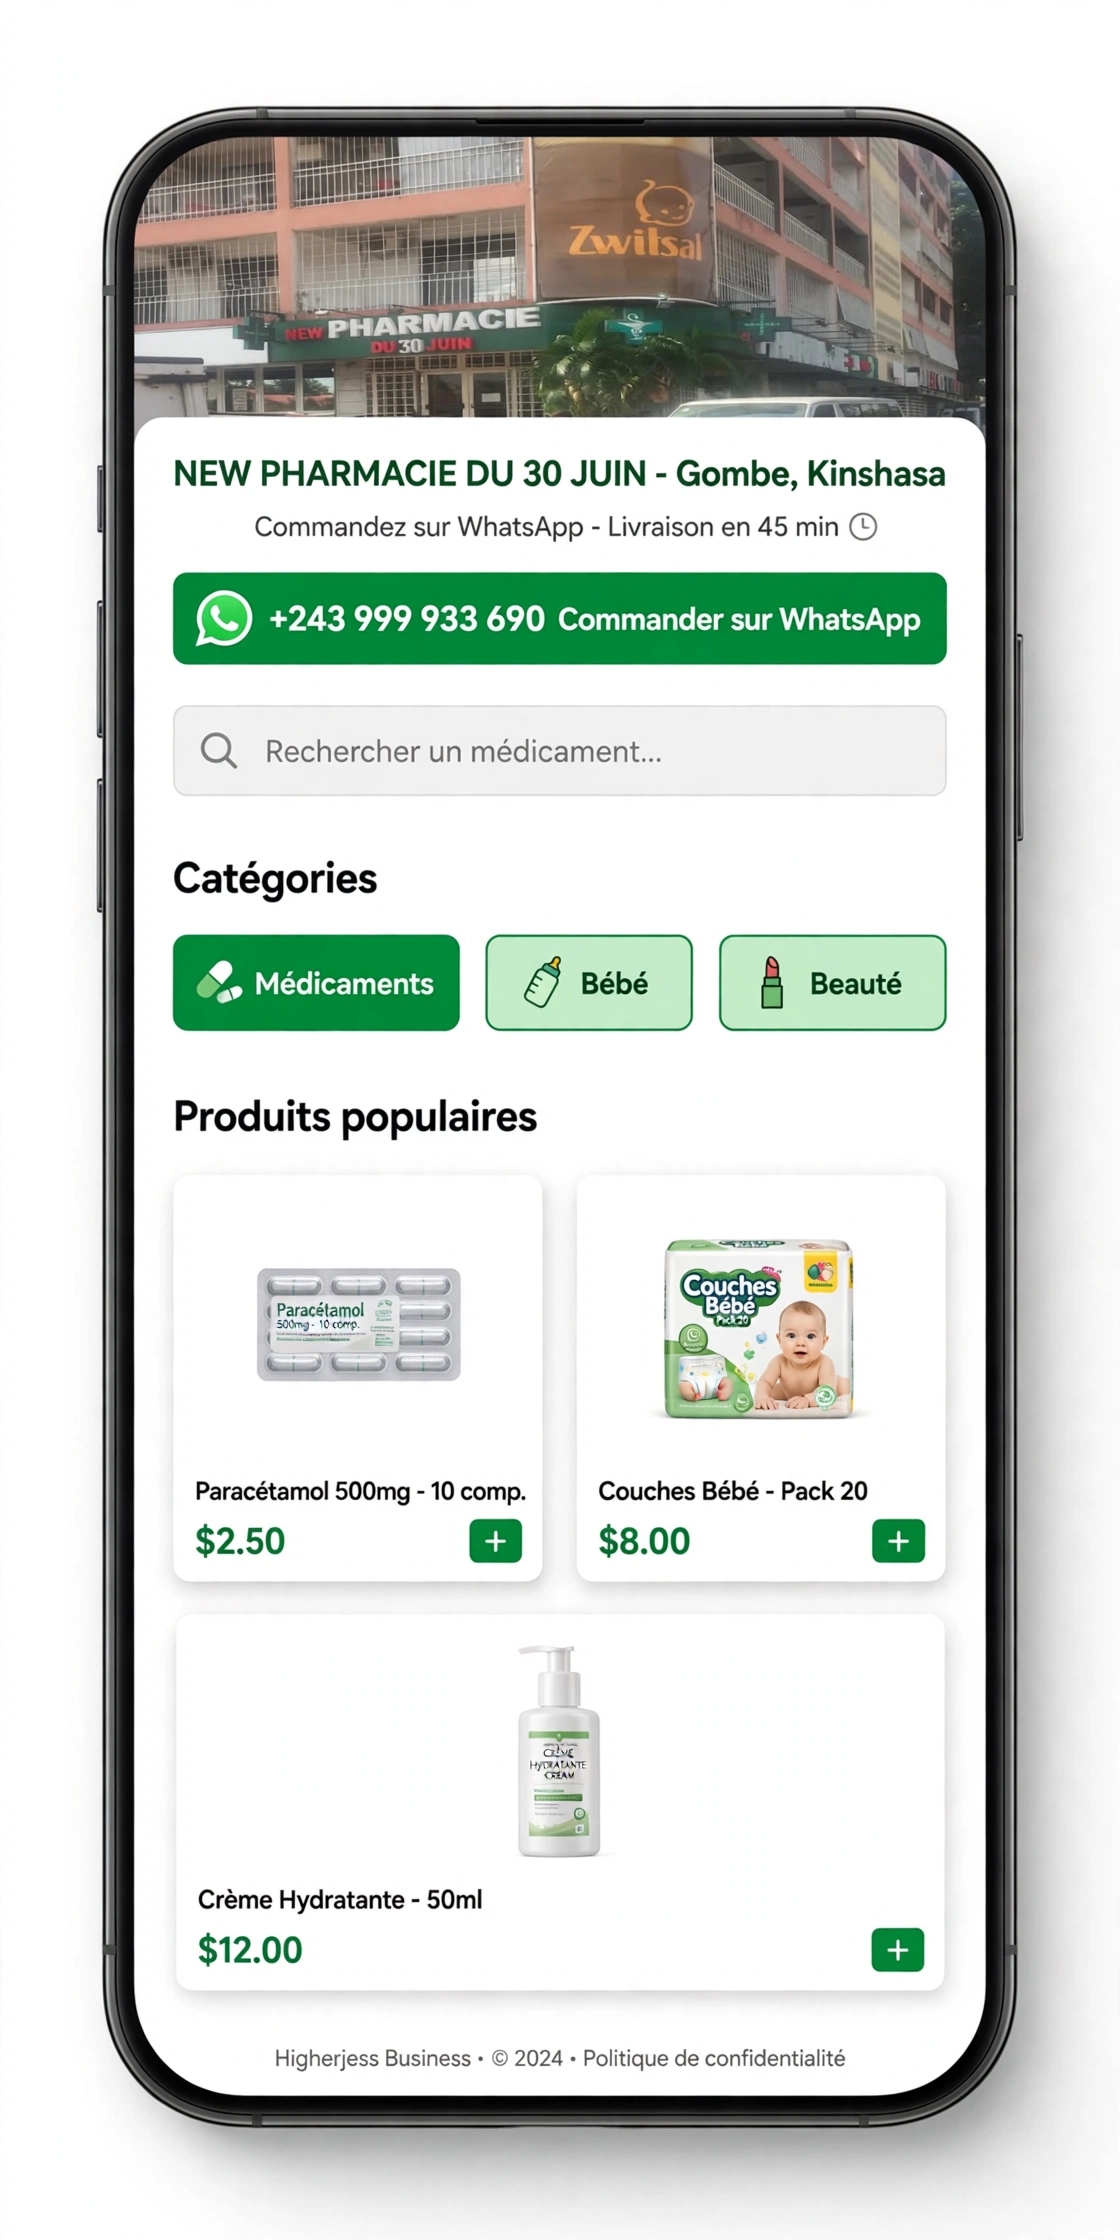 Zwitsal
NEW PHARMACIE
DU 30 JUIN
NEW PHARMACIE DU 30 JUIN - Gombe, Kinshasa
Commandez sur WhatsApp - Livraison en 45 min
+243 999 933 690 Commander sur WhatsApp
Rechercher un médicament...
Catégories
Médicaments
Bébé
Beauté
Produits populaires
Paracétamol
500mg - 10 comp.
Couches
Bébé
Pack 20
Paracétamol 500mg - 10 comp.
$2.50
+
Couches Bébé - Pack 20
$8.00
+
HYDRATANTE
CREAM
Crème Hydratante - 50ml
$12.00
+
Higherjess Business • © 2024 • Politique de confidentialité